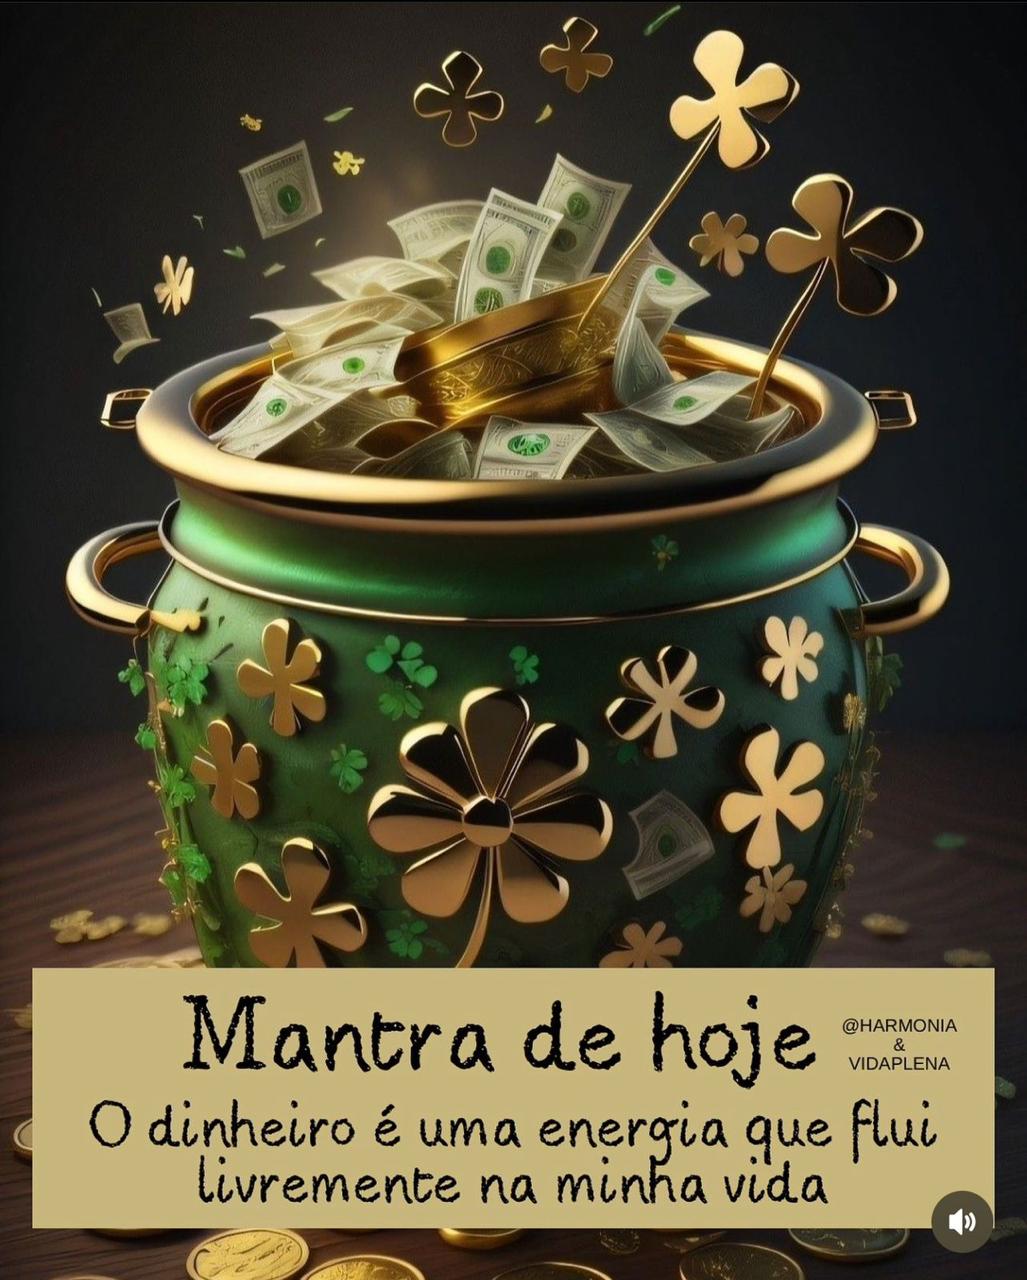 Mantra de hoje
@HARMONIA
&
VIDAPLENA
O dinheiro é uma energia que flui
livremente na minha vida